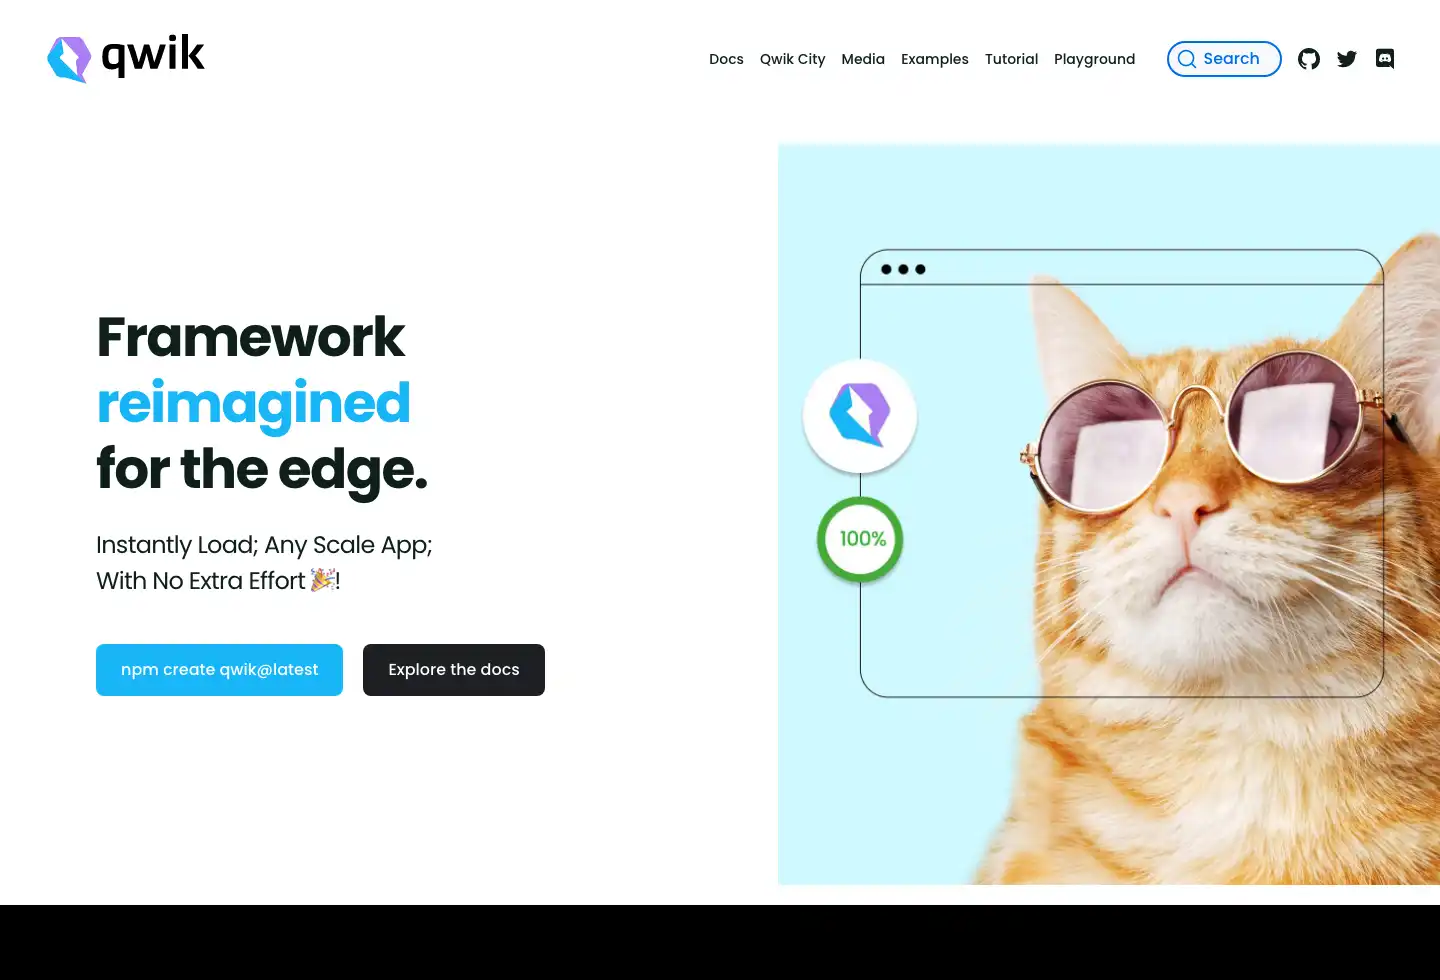 qwik
Docs Qwik City Media Examples Tutorial Playground Search
Framework
reimagined
for the edge.
Instantly Load; Any Scale App;
With No Extra Effort 🎉!
npm create qwik@latest Explore the docs
100%